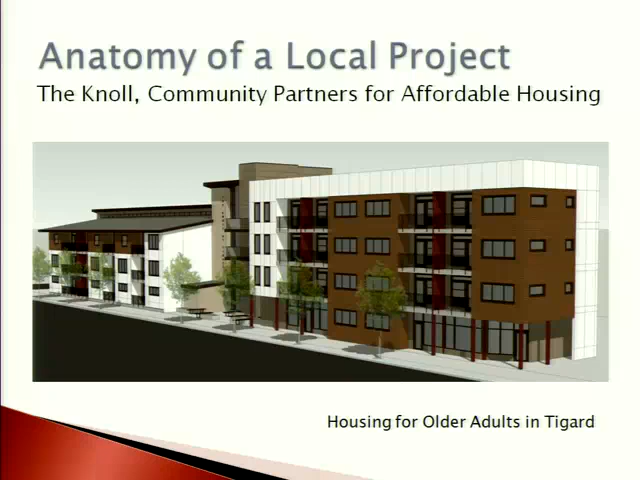 Anatomy of a Local Project
The Knoll, Community Partners for Affordable Housing
Housing for Older Adults in Tigard